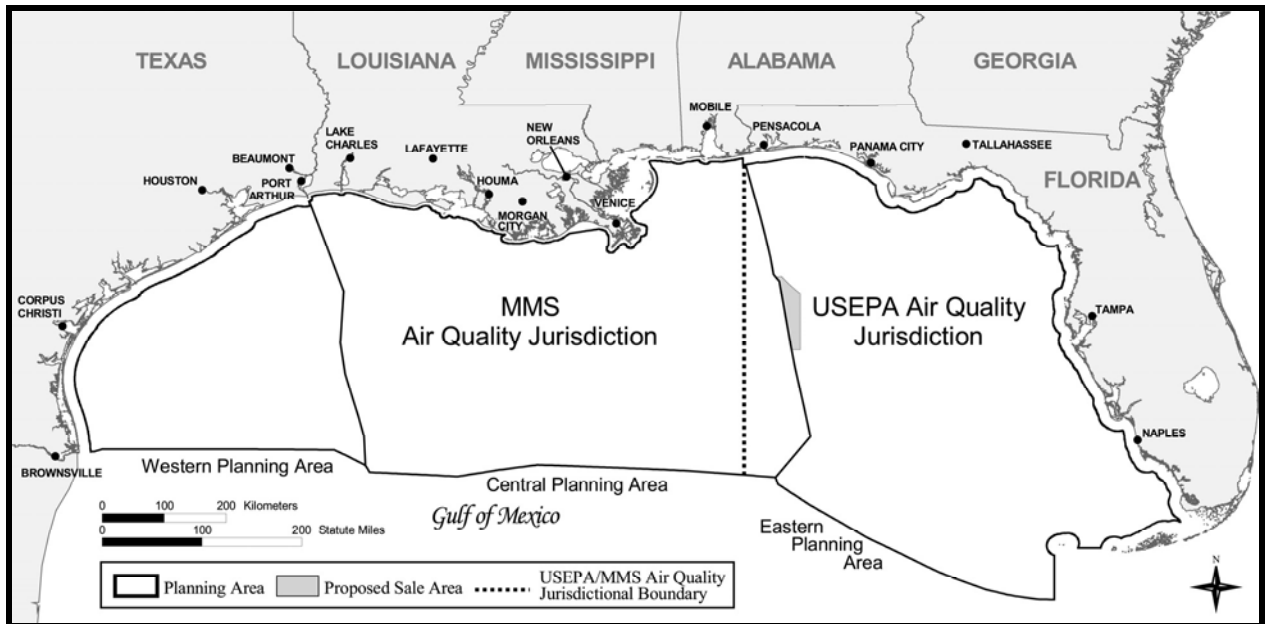 TEXAS
LOUISIANA
MISSISSIPPI
ALABAMA
GEORGIA
MOBILE
NEW
ORLEANS
PENSACOLA
LAKE
CHARLES
LAFAYETTE
PANAMA CITY
TALLAHASSEE
BEAUMONT
HOUSTON
PORT
ARTHUR
HOUMA
FLORIDA
VENICE
MORGAN
CITY
CORPUS
CHRISTI
MMS
Air Quality Jurisdiction
USEPA Air Quality
Jurisdiction
TAMPA
NAPLES
BROWNSVILLE
Western Planning Area
Central Planning Area
0 100 200 Kilometers
0 100 200 Statute Miles
Gulf of Mexico
Eastern
Planning
Area
N
Planning Area
Proposed Sale Area
USEPA/MMS Air Quality
Jurisdictional Boundary